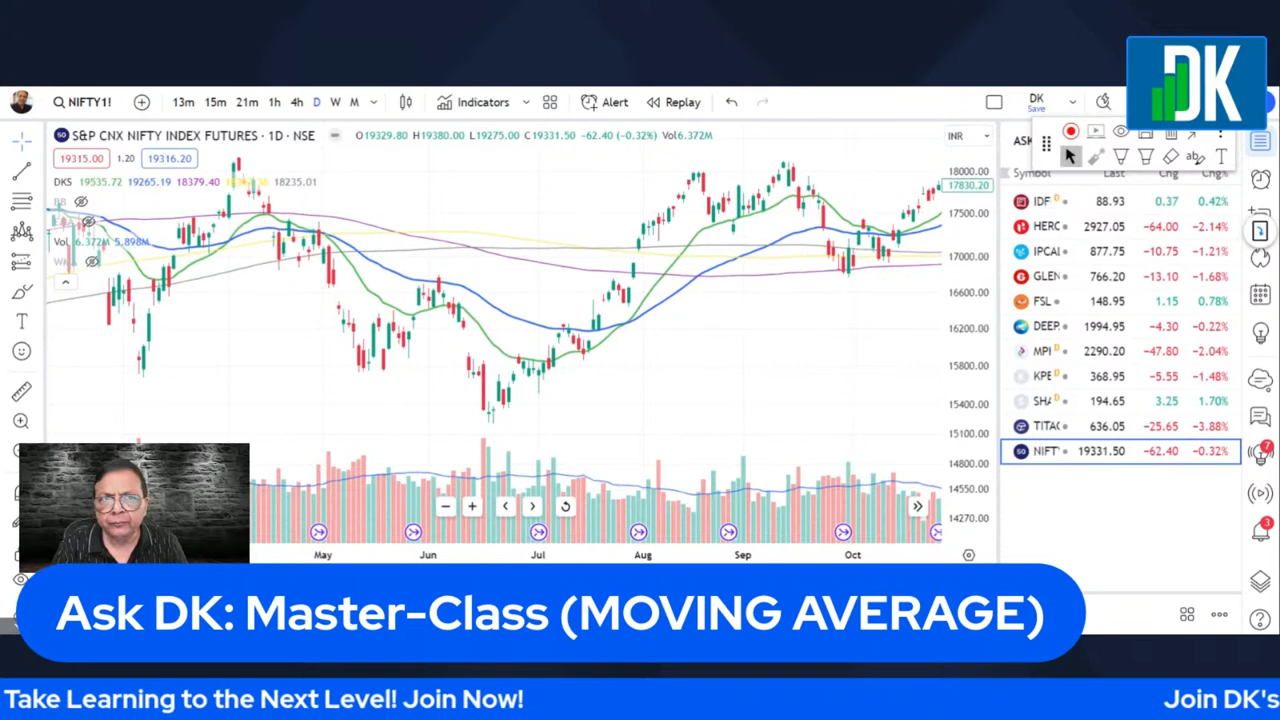 DK
NIFTY1!
13m 15m 21m 1h 4h D W M
Indicators
Alert
Replay
DK
Save
S&P CNX NIFTY INDEX FUTURES · 1D · NSE
O19329.80 H19380.00 L19275.00 C19331.50 −62.40 (−0.32%) Vol6.372M
INR
19315.00 1.20 19316.20
DKS 19535.72 19265.19 18379.40 18235.01
BB
Vol 6.372M 5.898M
18000.00
17830.20
17500.00
17000.00
16600.00
16200.00
15800.00
15400.00
15100.00
14800.00
14550.00
14270.00
May Jun Jul Aug Sep Oct
ASK
Symbol Last Chg Chg%
IDF D 88.93 0.37 0.42%
HERC 2927.05 −64.00 −2.14%
IPCAI 877.75 −10.75 −1.21%
GLEN 766.20 −13.10 −1.68%
FSL 148.95 1.15 0.78%
DEEP 1994.95 −4.30 −0.22%
MPI D 2290.20 −47.80 −2.04%
KPE D 368.95 −5.55 −1.48%
SHA D 194.65 3.25 1.70%
TITAG 636.05 −25.65 −3.88%
NIFT 19331.50 −62.40 −0.32%
7
3
Ask DK: Master-Class (MOVING AVERAGE)
Take Learning to the Next Level! Join Now!
Join DK's